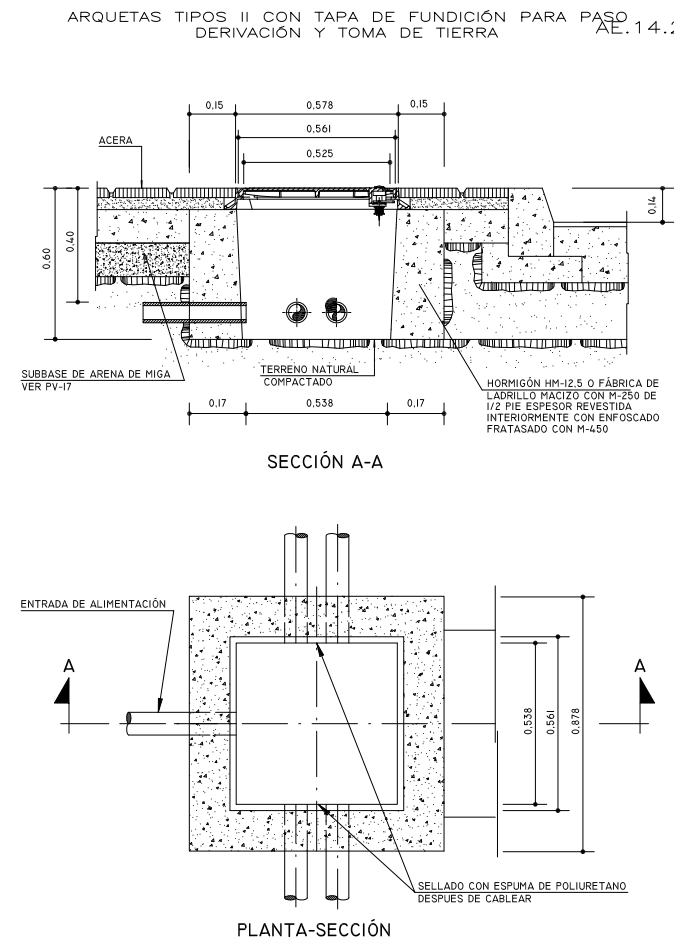 ARQUETAS TIPOS II CON TAPA DE FUNDICIÓN PARA PASO
DERIVACIÓN Y TOMA DE TIERRA
AE.14.2
0,15 0,578 0,15
0,561
0,525
ACERA
0,60
0,40
0,14
SUBBASE DE ARENA DE MIGA
VER PV-17
TERRENO NATURAL
COMPACTADO
HORMIGÓN HM-12,5 O FÁBRICA DE
LADRILLO MACIZO CON M-250 DE
1/2 PIE ESPESOR REVESTIDA
INTERIORMENTE CON ENFOSCADO
FRATASADO CON M-450
0,17 0,538 0,17
SECCIÓN A-A
ENTRADA DE ALIMENTACIÓN
A
A
0,538
0,561
0,878
SELLADO CON ESPUMA DE POLIURETANO
DESPUES DE CABLEAR
PLANTA-SECCIÓN